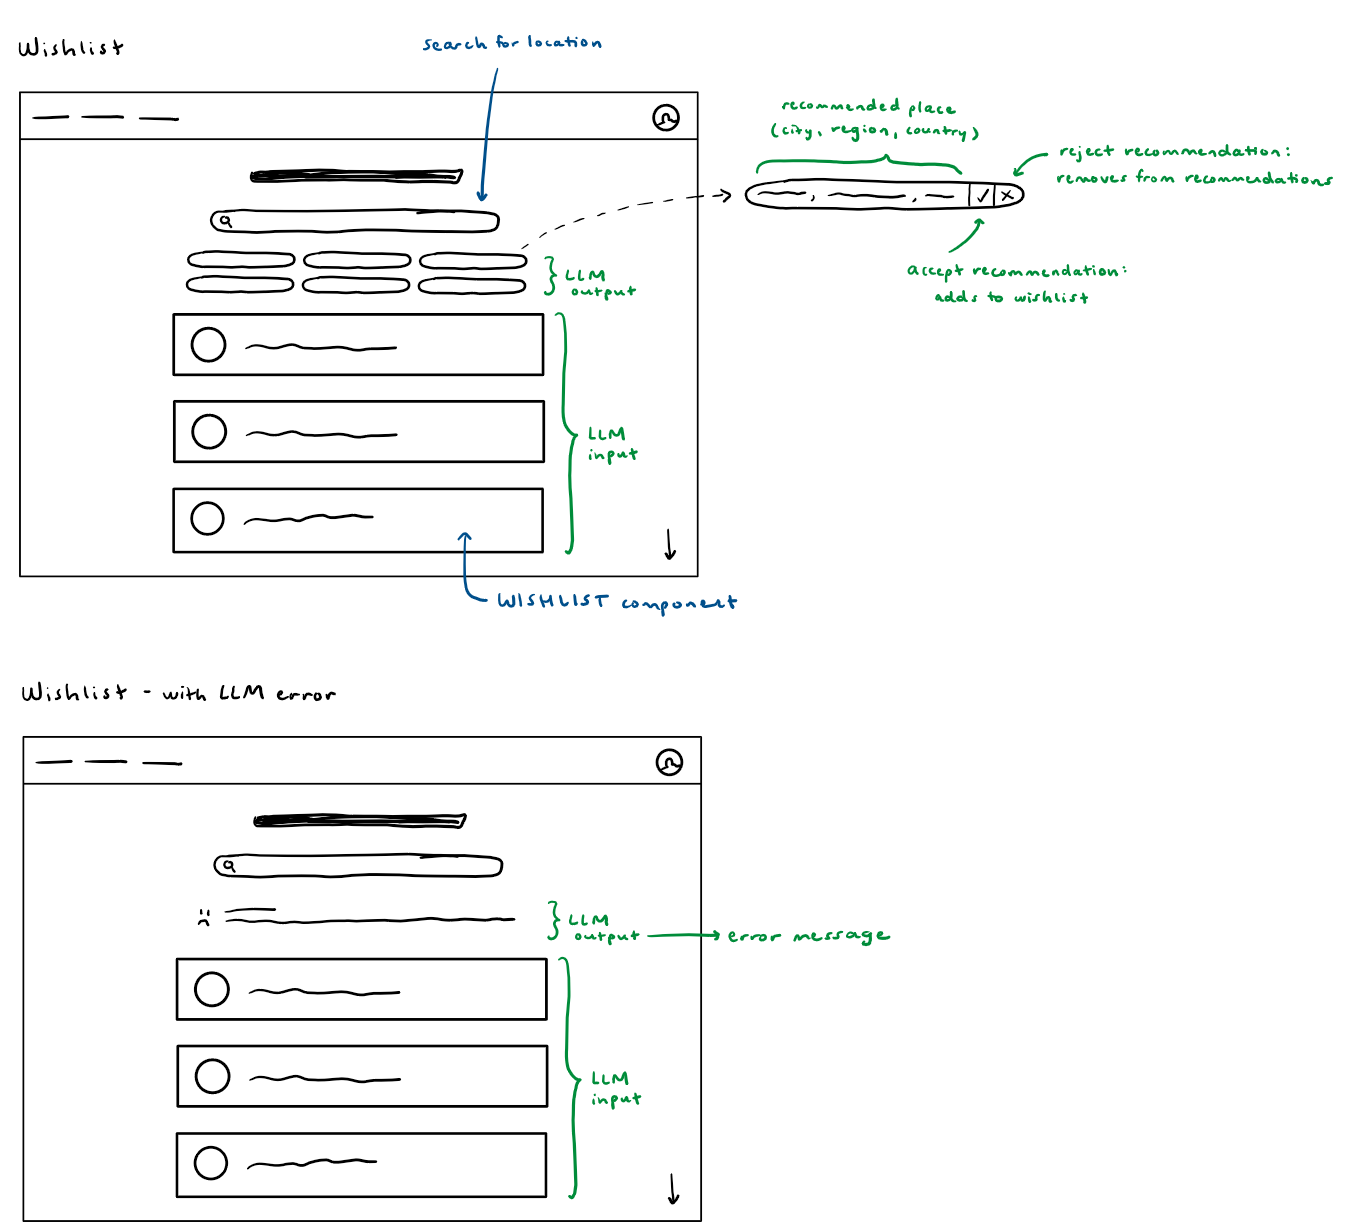 Wishlist
search for location
recommended place
(city, region, country)
reject recommendation:
removes from recommendations
accept recommendation:
adds to wishlist
LLM
output
LLM
input
WISHLIST component
Wishlist - with LLM error
LLM
output
error message
LLM
input